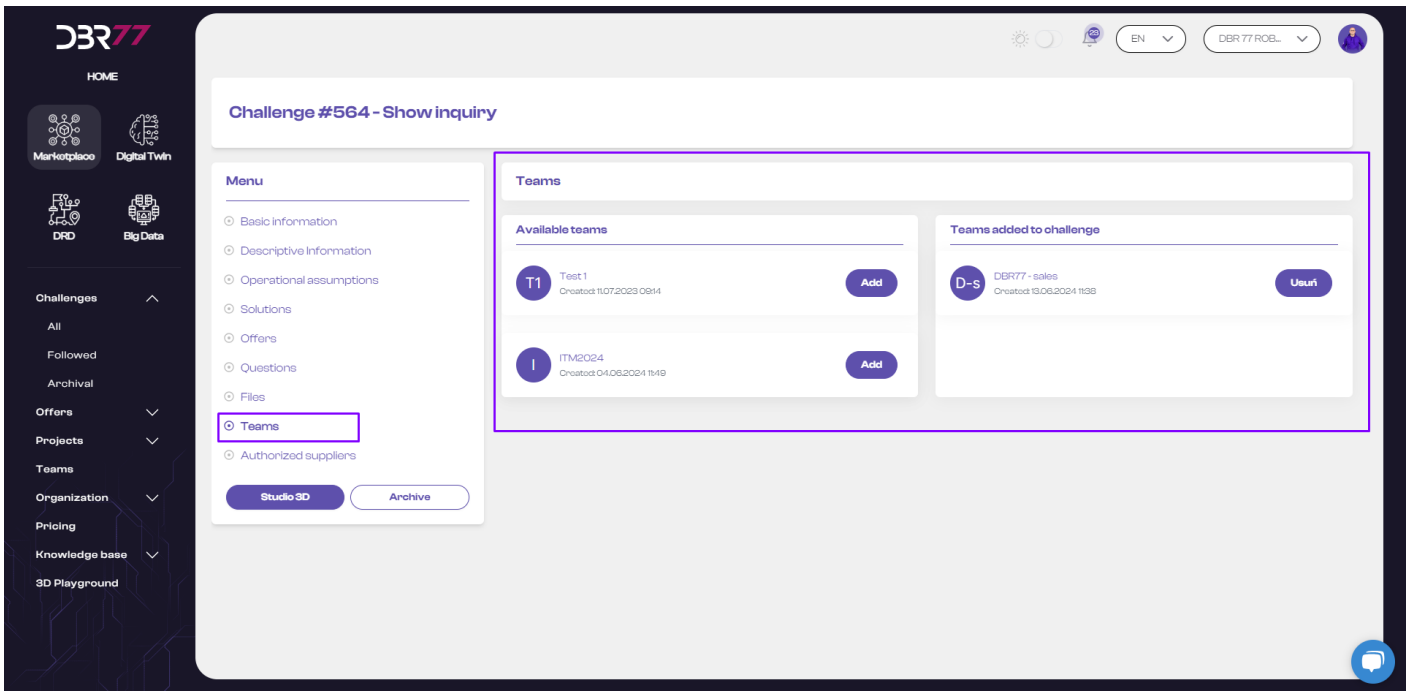 DBR77
HOME
Marketplace
Digital Twin
DRD
Big Data
Challenges
All
Followed
Archival
Offers
Projects
Teams
Organization
Pricing
Knowledge base
3D Playground
28
EN
DBR 77 ROB...
Challenge #564 - Show inquiry
Menu
Basic information
Descriptive Information
Operational assumptions
Solutions
Offers
Questions
Files
Teams
Authorized suppliers
Studio 3D
Archive
Teams
Available teams
T1
Test 1
Created: 11.07.2023 09:14
Add
I
ITM2024
Created: 04.06.2024 11:49
Add
Teams added to challenge
D-s
DBR77 - sales
Created: 13.06.2024 11:38
Usuń